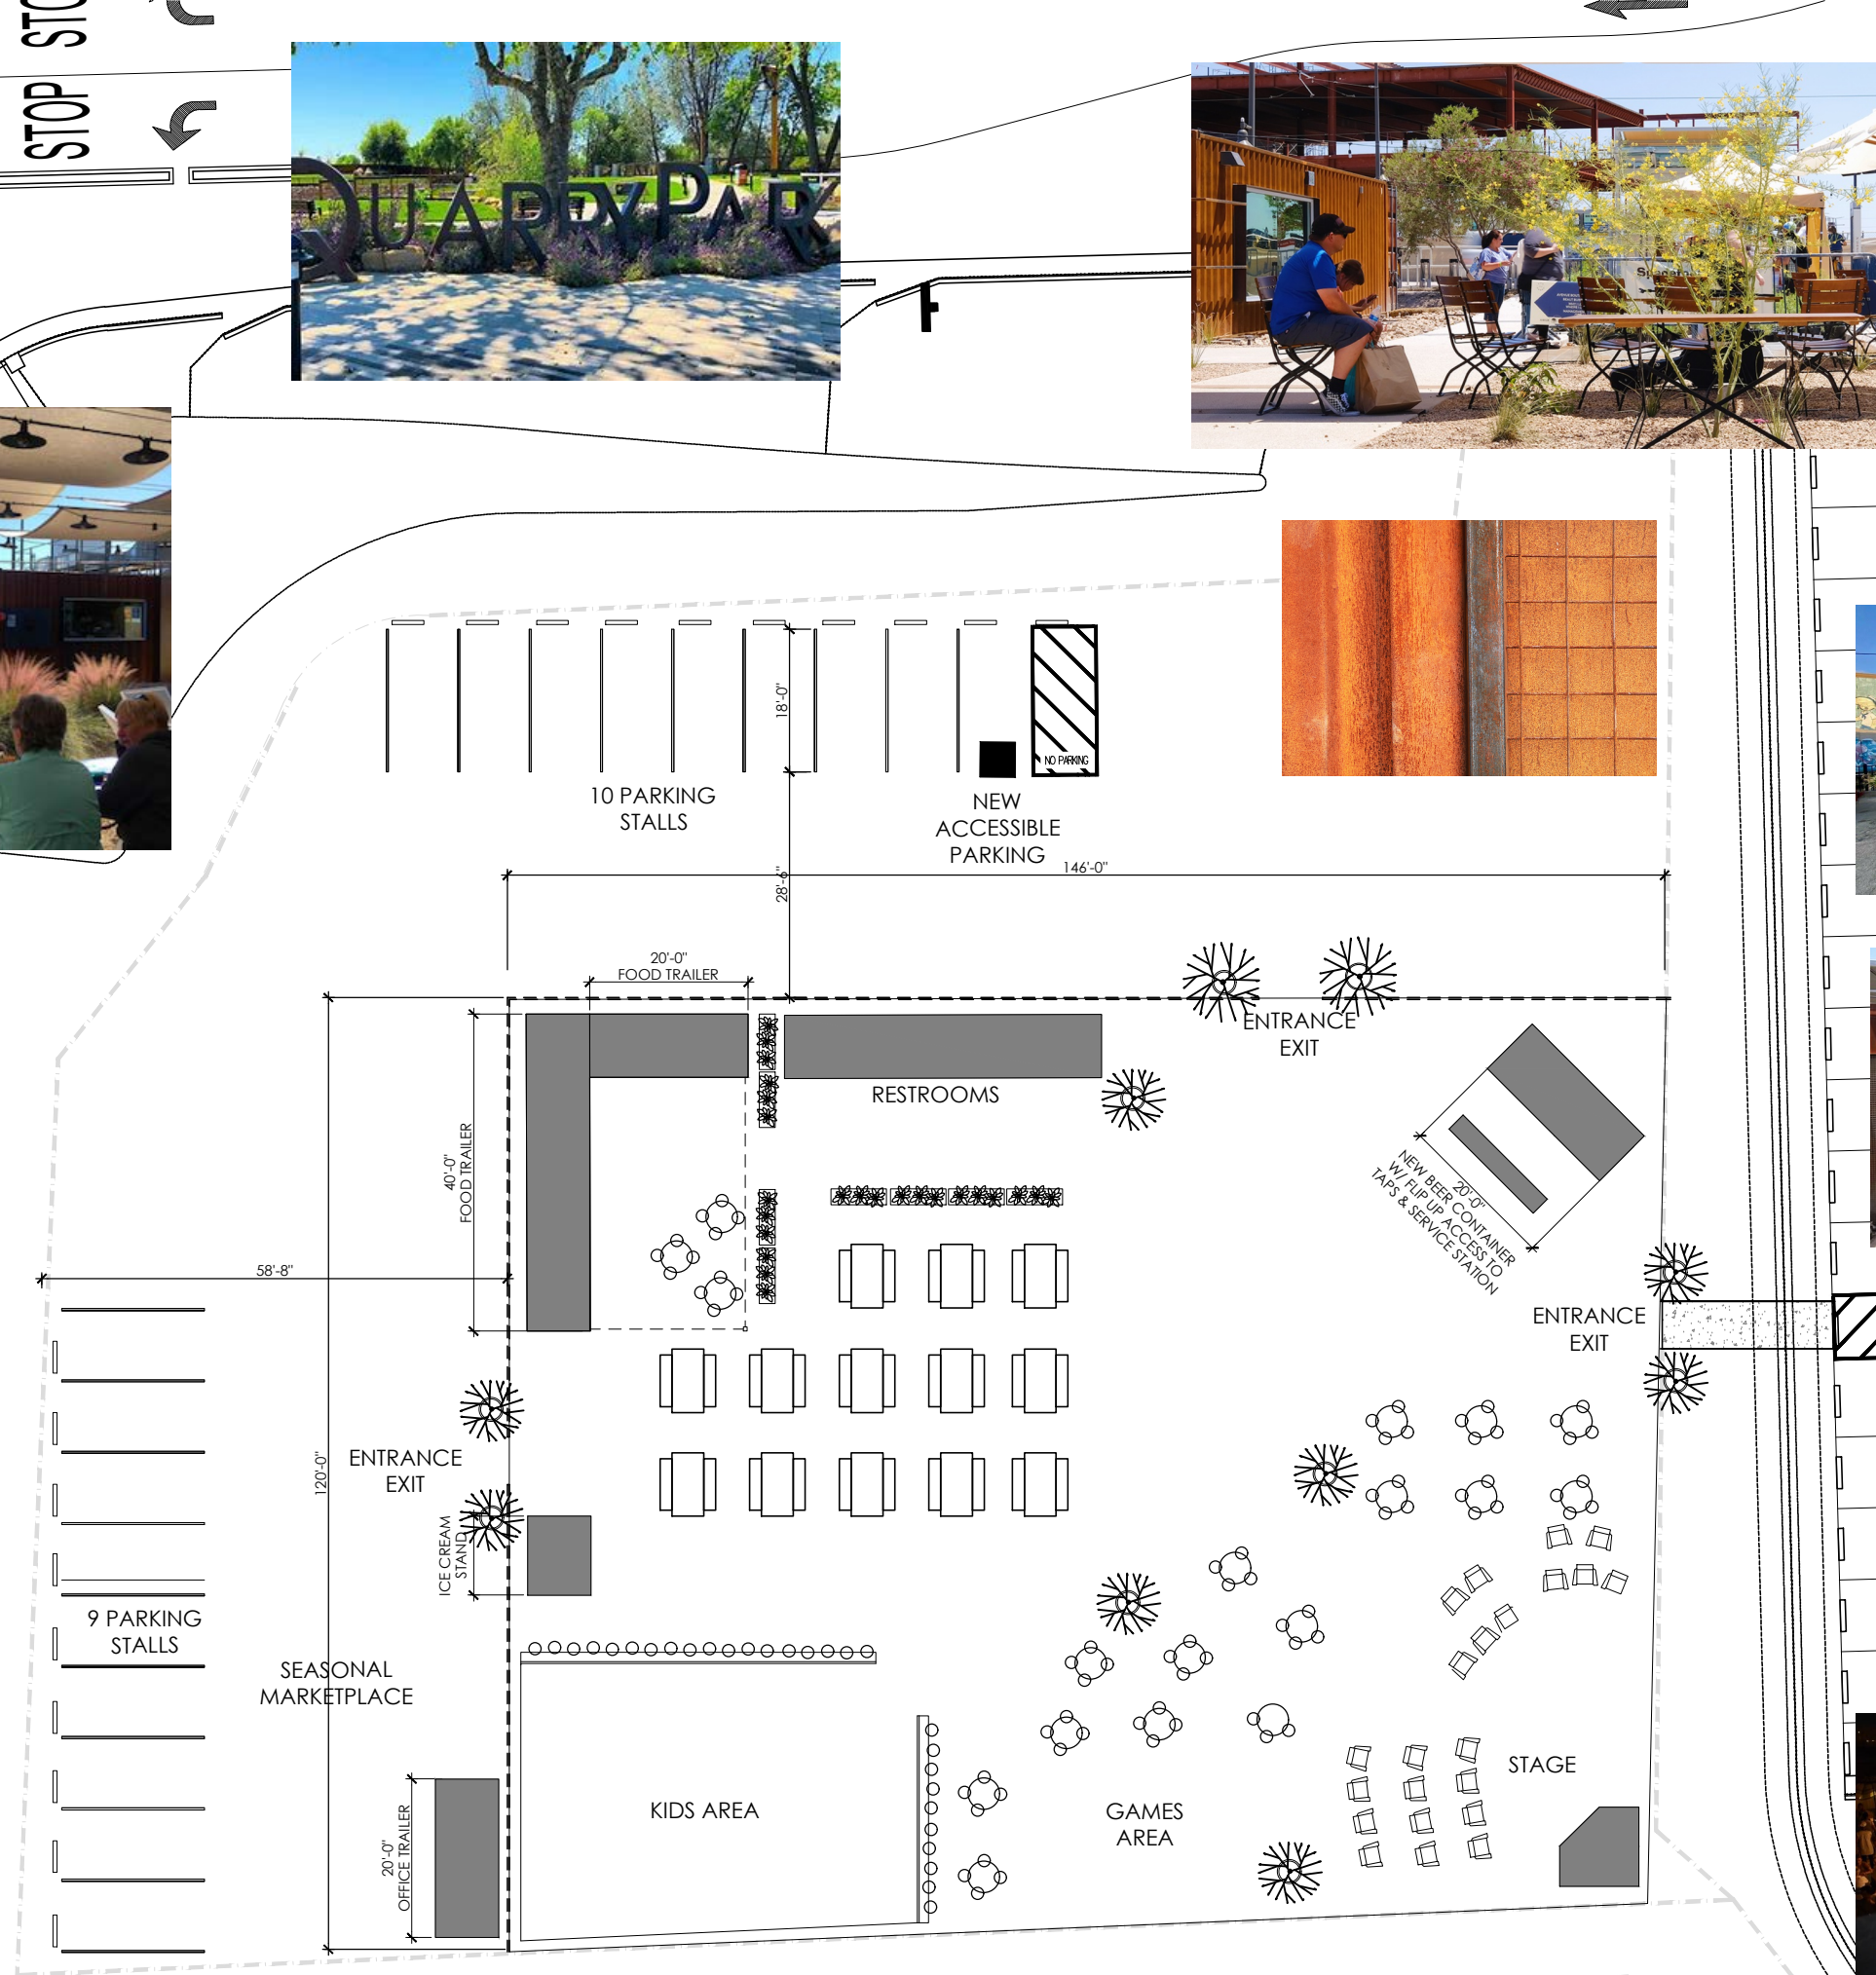 STOP
STOP
QUARRY PARK
18'-0"
NO PARKING
10 PARKING
STALLS
NEW
ACCESSIBLE
PARKING
28'-6"
146'-0"
20'-0"
FOOD TRAILER
ENTRANCE
EXIT
RESTROOMS
40'-0"
FOOD TRAILER
20'-0"
NEW BEER CONTAINER
W/ FLIP UP ACCESS TO
TAPS & SERVICE STATION
58'-8"
ENTRANCE
EXIT
120'-0"
ENTRANCE
EXIT
ICE CREAM
STAND
9 PARKING
STALLS
SEASONAL
MARKETPLACE
STAGE
KIDS AREA
GAMES
AREA
20'-0"
OFFICE TRAILER